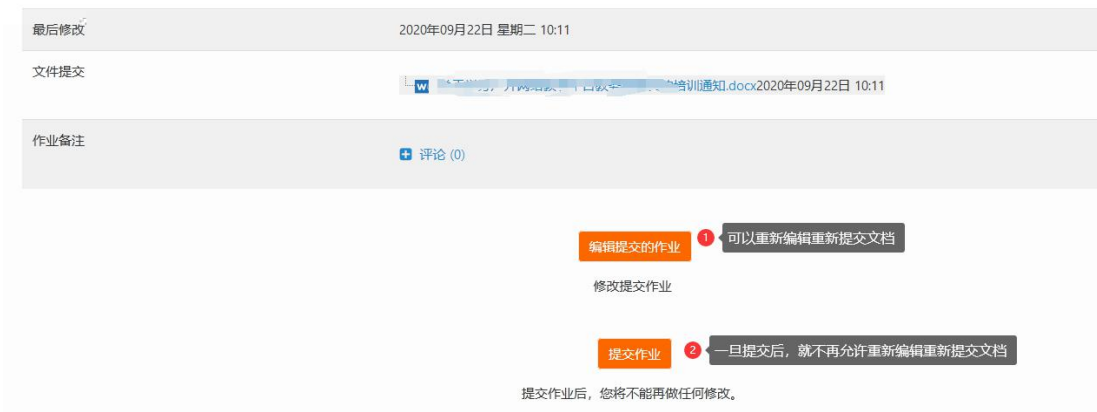 最后修改
2020年09月22日 星期二 10:11
文件提交
培训通知.docx2020年09月22日 10:11
作业备注
评论 (0)
编辑提交的作业
1 可以重新编辑重新提交文档
修改提交作业
提交作业
2 一旦提交后，就不再允许重新编辑重新提交文档
提交作业后，您将不能再做任何修改。